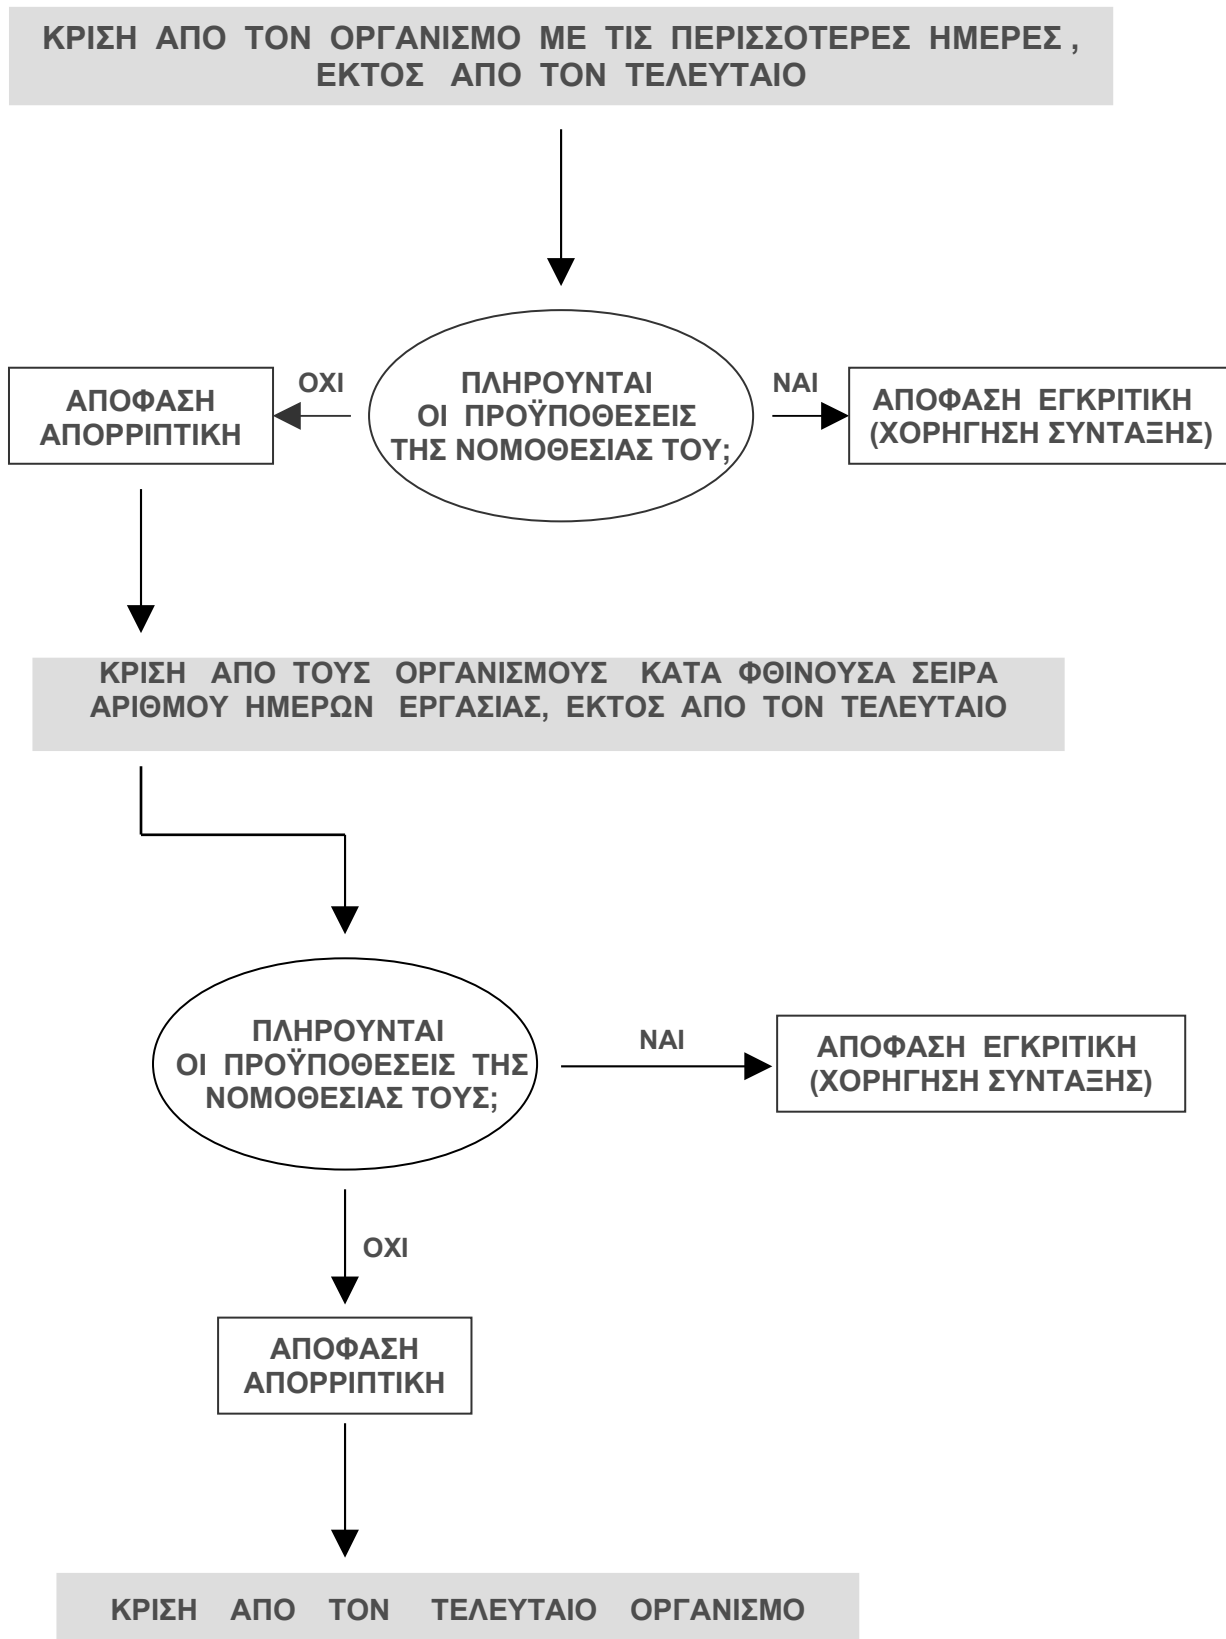 ΚΡΙΣΗ ΑΠΟ ΤΟΝ ΟΡΓΑΝΙΣΜΟ ΜΕ ΤΙΣ ΠΕΡΙΣΣΟΤΕΡΕΣ ΗΜΕΡΕΣ ,
ΕΚΤΟΣ ΑΠΟ ΤΟΝ ΤΕΛΕΥΤΑΙΟ
ΑΠΟΦΑΣΗ
ΑΠΟΡΡΙΠΤΙΚΗ
ΟΧΙ
ΠΛΗΡΟΥΝΤΑΙ
ΟΙ ΠΡΟΫΠΟΘΕΣΕΙΣ
ΤΗΣ ΝΟΜΟΘΕΣΙΑΣ ΤΟΥ;
ΝΑΙ
ΑΠΟΦΑΣΗ ΕΓΚΡΙΤΙΚΗ
(ΧΟΡΗΓΗΣΗ ΣΥΝΤΑΞΗΣ)
ΚΡΙΣΗ ΑΠΟ ΤΟΥΣ ΟΡΓΑΝΙΣΜΟΥΣ ΚΑΤΑ ΦΘΙΝΟΥΣΑ ΣΕΙΡΑ
ΑΡΙΘΜΟΥ ΗΜΕΡΩΝ ΕΡΓΑΣΙΑΣ, ΕΚΤΟΣ ΑΠΟ ΤΟΝ ΤΕΛΕΥΤΑΙΟ
ΠΛΗΡΟΥΝΤΑΙ
ΟΙ ΠΡΟΫΠΟΘΕΣΕΙΣ ΤΗΣ
ΝΟΜΟΘΕΣΙΑΣ ΤΟΥΣ;
ΝΑΙ
ΑΠΟΦΑΣΗ ΕΓΚΡΙΤΙΚΗ
(ΧΟΡΗΓΗΣΗ ΣΥΝΤΑΞΗΣ)
ΟΧΙ
ΑΠΟΦΑΣΗ
ΑΠΟΡΡΙΠΤΙΚΗ
ΚΡΙΣΗ ΑΠΟ ΤΟΝ ΤΕΛΕΥΤΑΙΟ ΟΡΓΑΝΙΣΜΟ